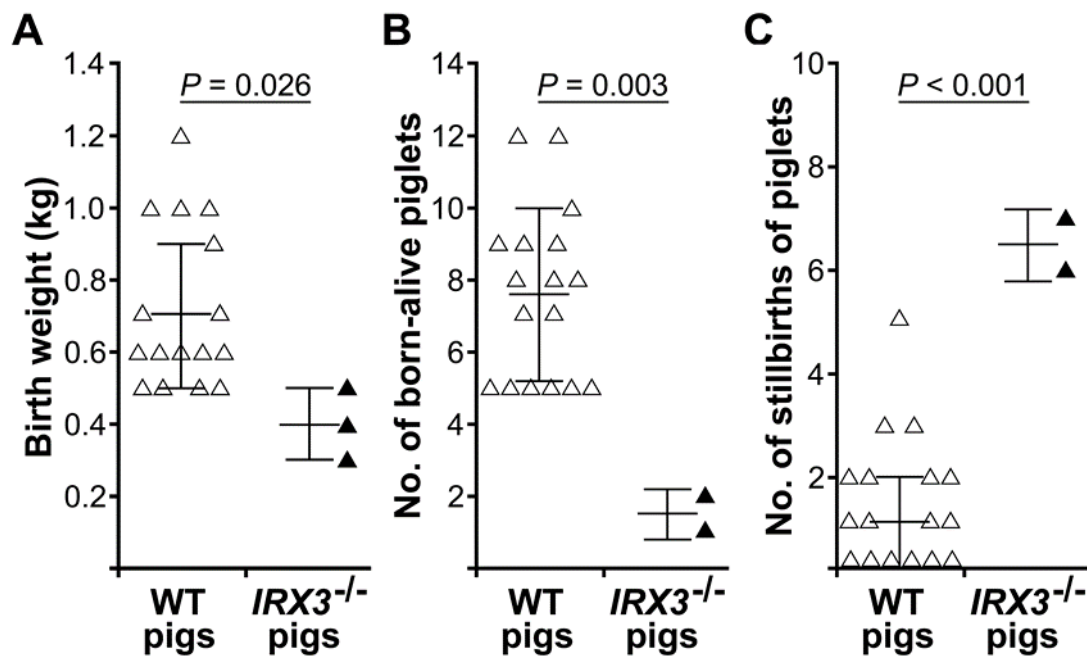 A
Birth weight (kg)
1.4
1.2
1.0
0.8
0.6
0.4
0.2
P = 0.026
WT
pigs
IRX3-/-
pigs
B
No. of born-alive piglets
14
12
10
8
6
4
2
P = 0.003
WT
pigs
IRX3-/-
pigs
C
No. of stillbirths of piglets
10
8
6
4
2
P < 0.001
WT
pigs
IRX3-/-
pigs